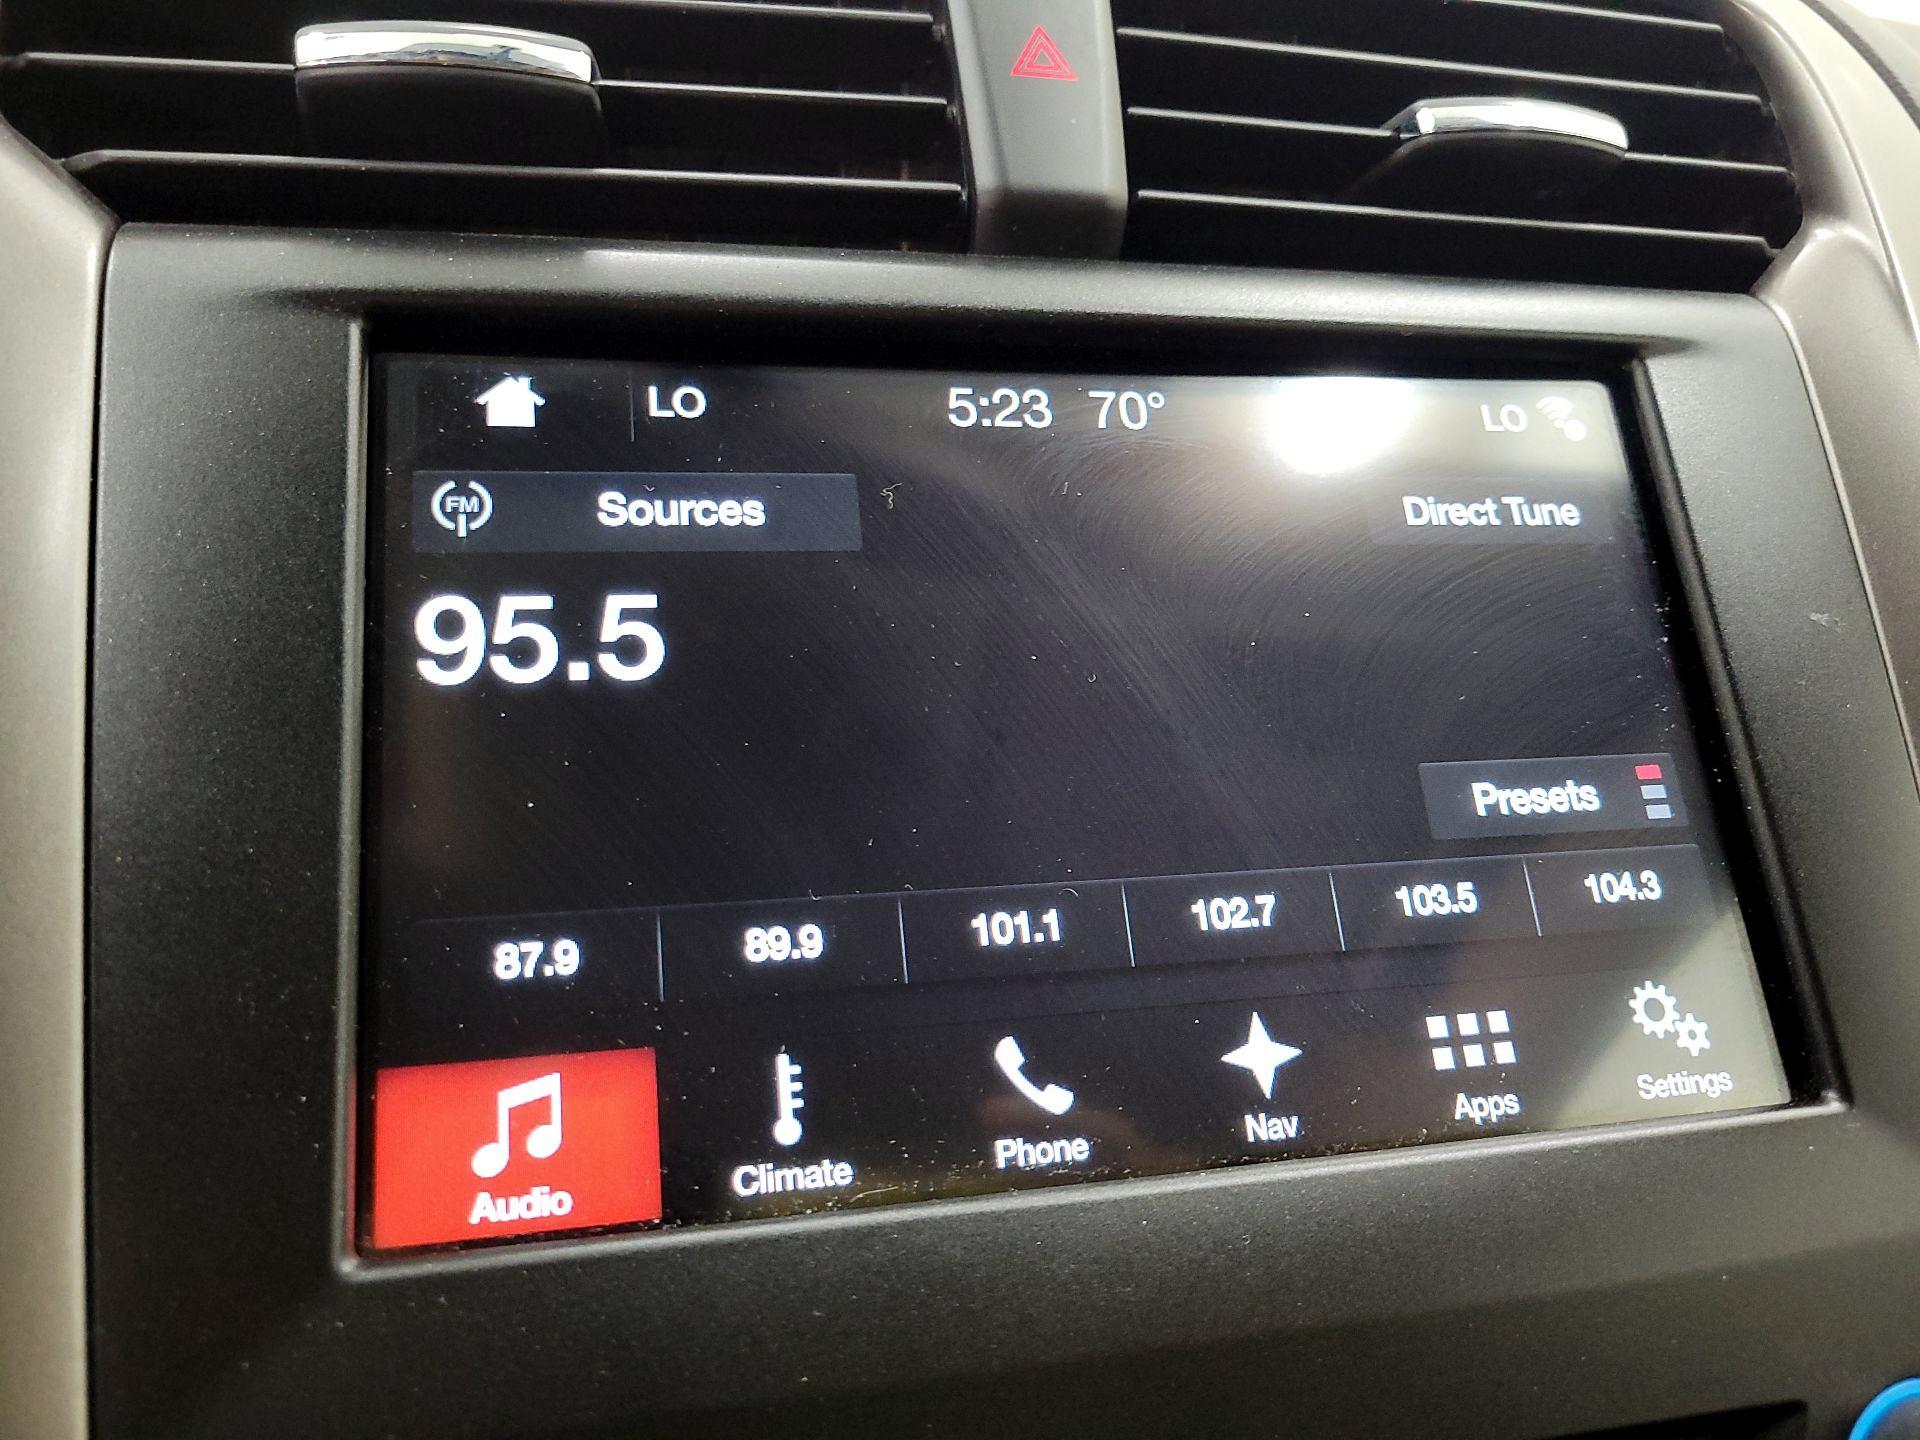 LO 5:23 70° LO
FM Sources Direct Tune
95.5
Presets
87.9 89.9 101.1 102.7 103.5 104.3
Audio Climate Phone Nav Apps Settings